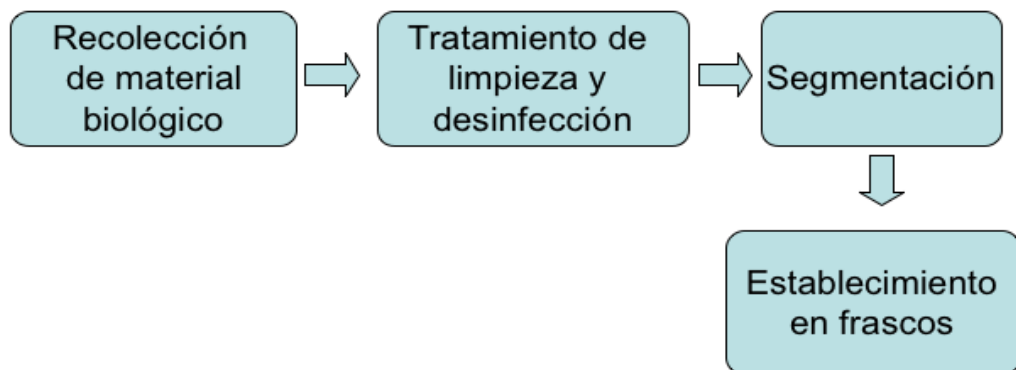 Recolección
de material
biológico
Tratamiento de
limpieza y
desinfección
Segmentación
Establecimiento
en frascos